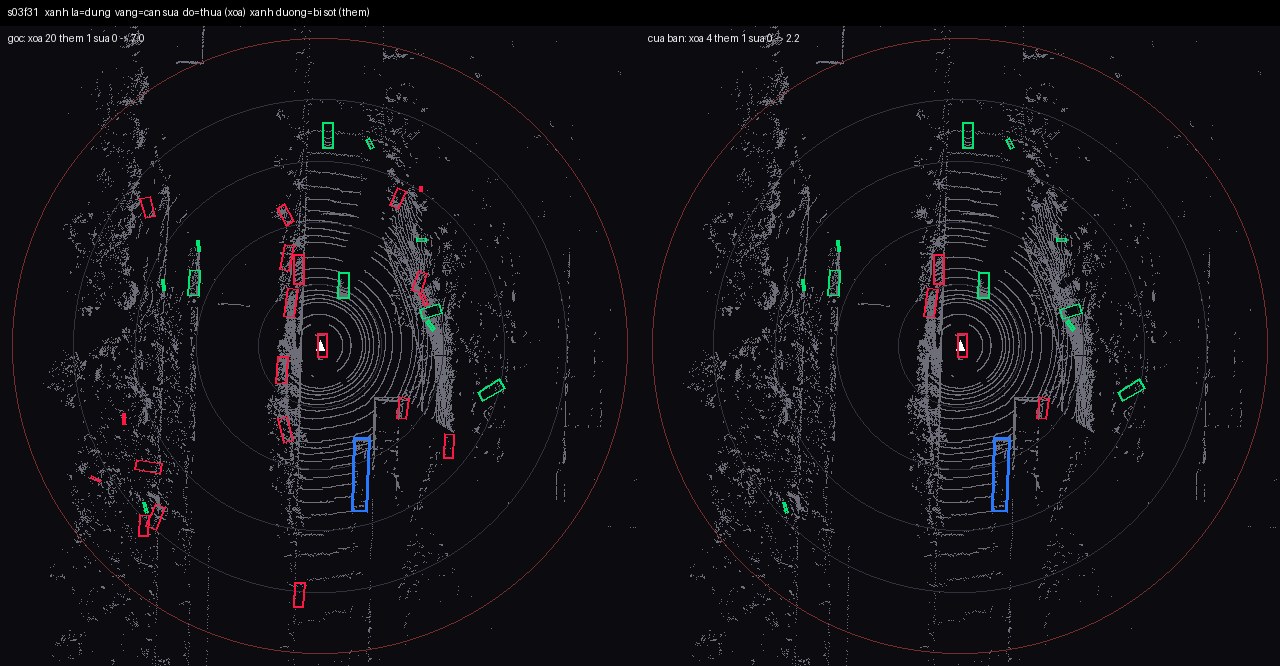 s03f31 xanh la=dung vang=can sua do=thua (xoa) xanh duong=bi sot (them)
goc: xoa 20 them 1 sua 0 -> 7.0
cua ban: xoa 4 them 1 sua 0 -> 2.2